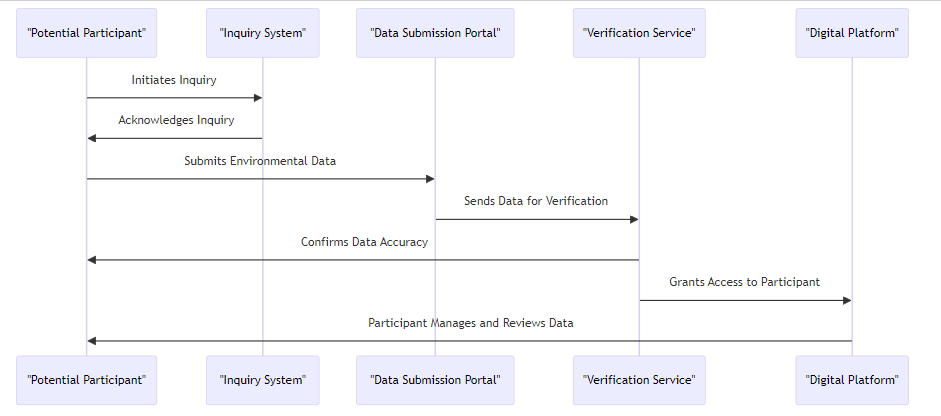 "Potential Participant" "Inquiry System" "Data Submission Portal" "Verification Service" "Digital Platform"
Initiates Inquiry
Acknowledges Inquiry
Submits Environmental Data
Sends Data for Verification
Confirms Data Accuracy
Grants Access to Participant
Participant Manages and Reviews Data
"Potential Participant" "Inquiry System" "Data Submission Portal" "Verification Service" "Digital Platform"